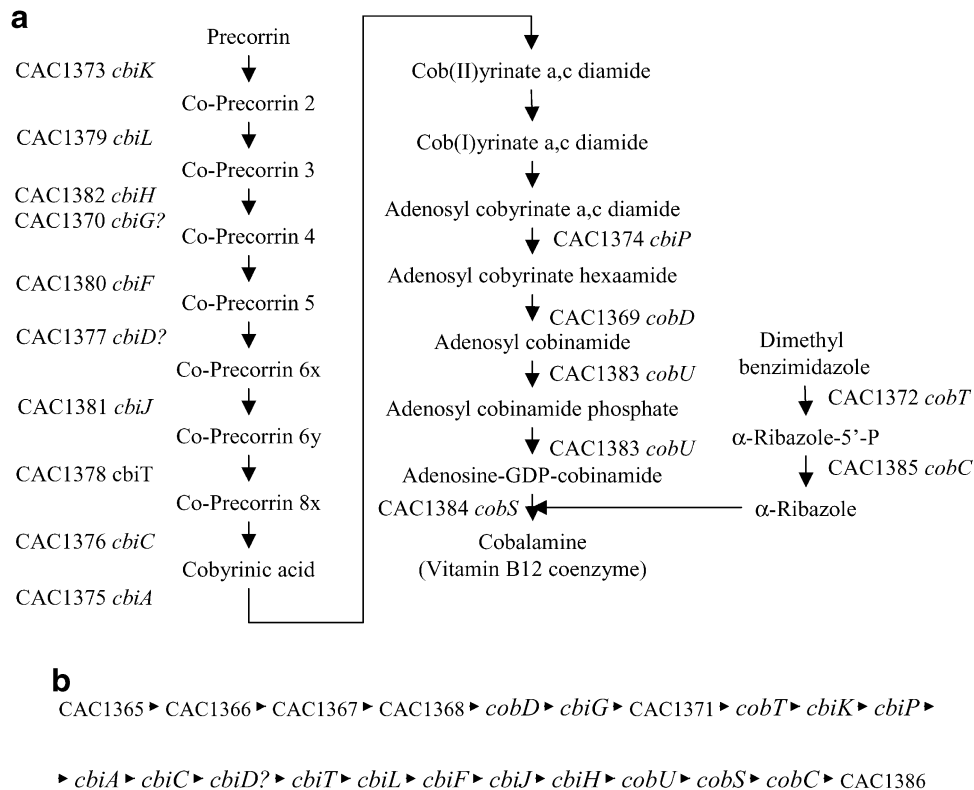 a
Precorrin
CAC1373 cbiK
Co-Precorrin 2
CAC1379 cbiL
Co-Precorrin 3
CAC1382 cbiH
CAC1370 cbiG?
Co-Precorrin 4
CAC1380 cbiF
Co-Precorrin 5
CAC1377 cbiD?
Co-Precorrin 6x
CAC1381 cbiJ
Co-Precorrin 6y
CAC1378 cbiT
Co-Precorrin 8x
CAC1376 cbiC
Cobyrinic acid
CAC1375 cbiA
Cob(II)yrinate a,c diamide
Cob(I)yrinate a,c diamide
Adenosyl cobyrinate a,c diamide
CAC1374 cbiP
Adenosyl cobyrinate hexaamide
CAC1369 cobD
Adenosyl cobinamide
CAC1383 cobU
Adenosyl cobinamide phosphate
CAC1383 cobU
Adenosine-GDP-cobinamide
CAC1384 cobS
Cobalamine
(Vitamin B12 coenzyme)
Dimethyl
benzimidazole
CAC1372 cobT
α-Ribazole-5’-P
CAC1385 cobC
α-Ribazole
b
CAC1365 CAC1366 CAC1367 CAC1368 cobD cbiG CAC1371 cobT cbiK cbiP
cbiA cbiC cbiD? cbiT cbiL cbiF cbiJ cbiH cobU cobS cobC CAC1386